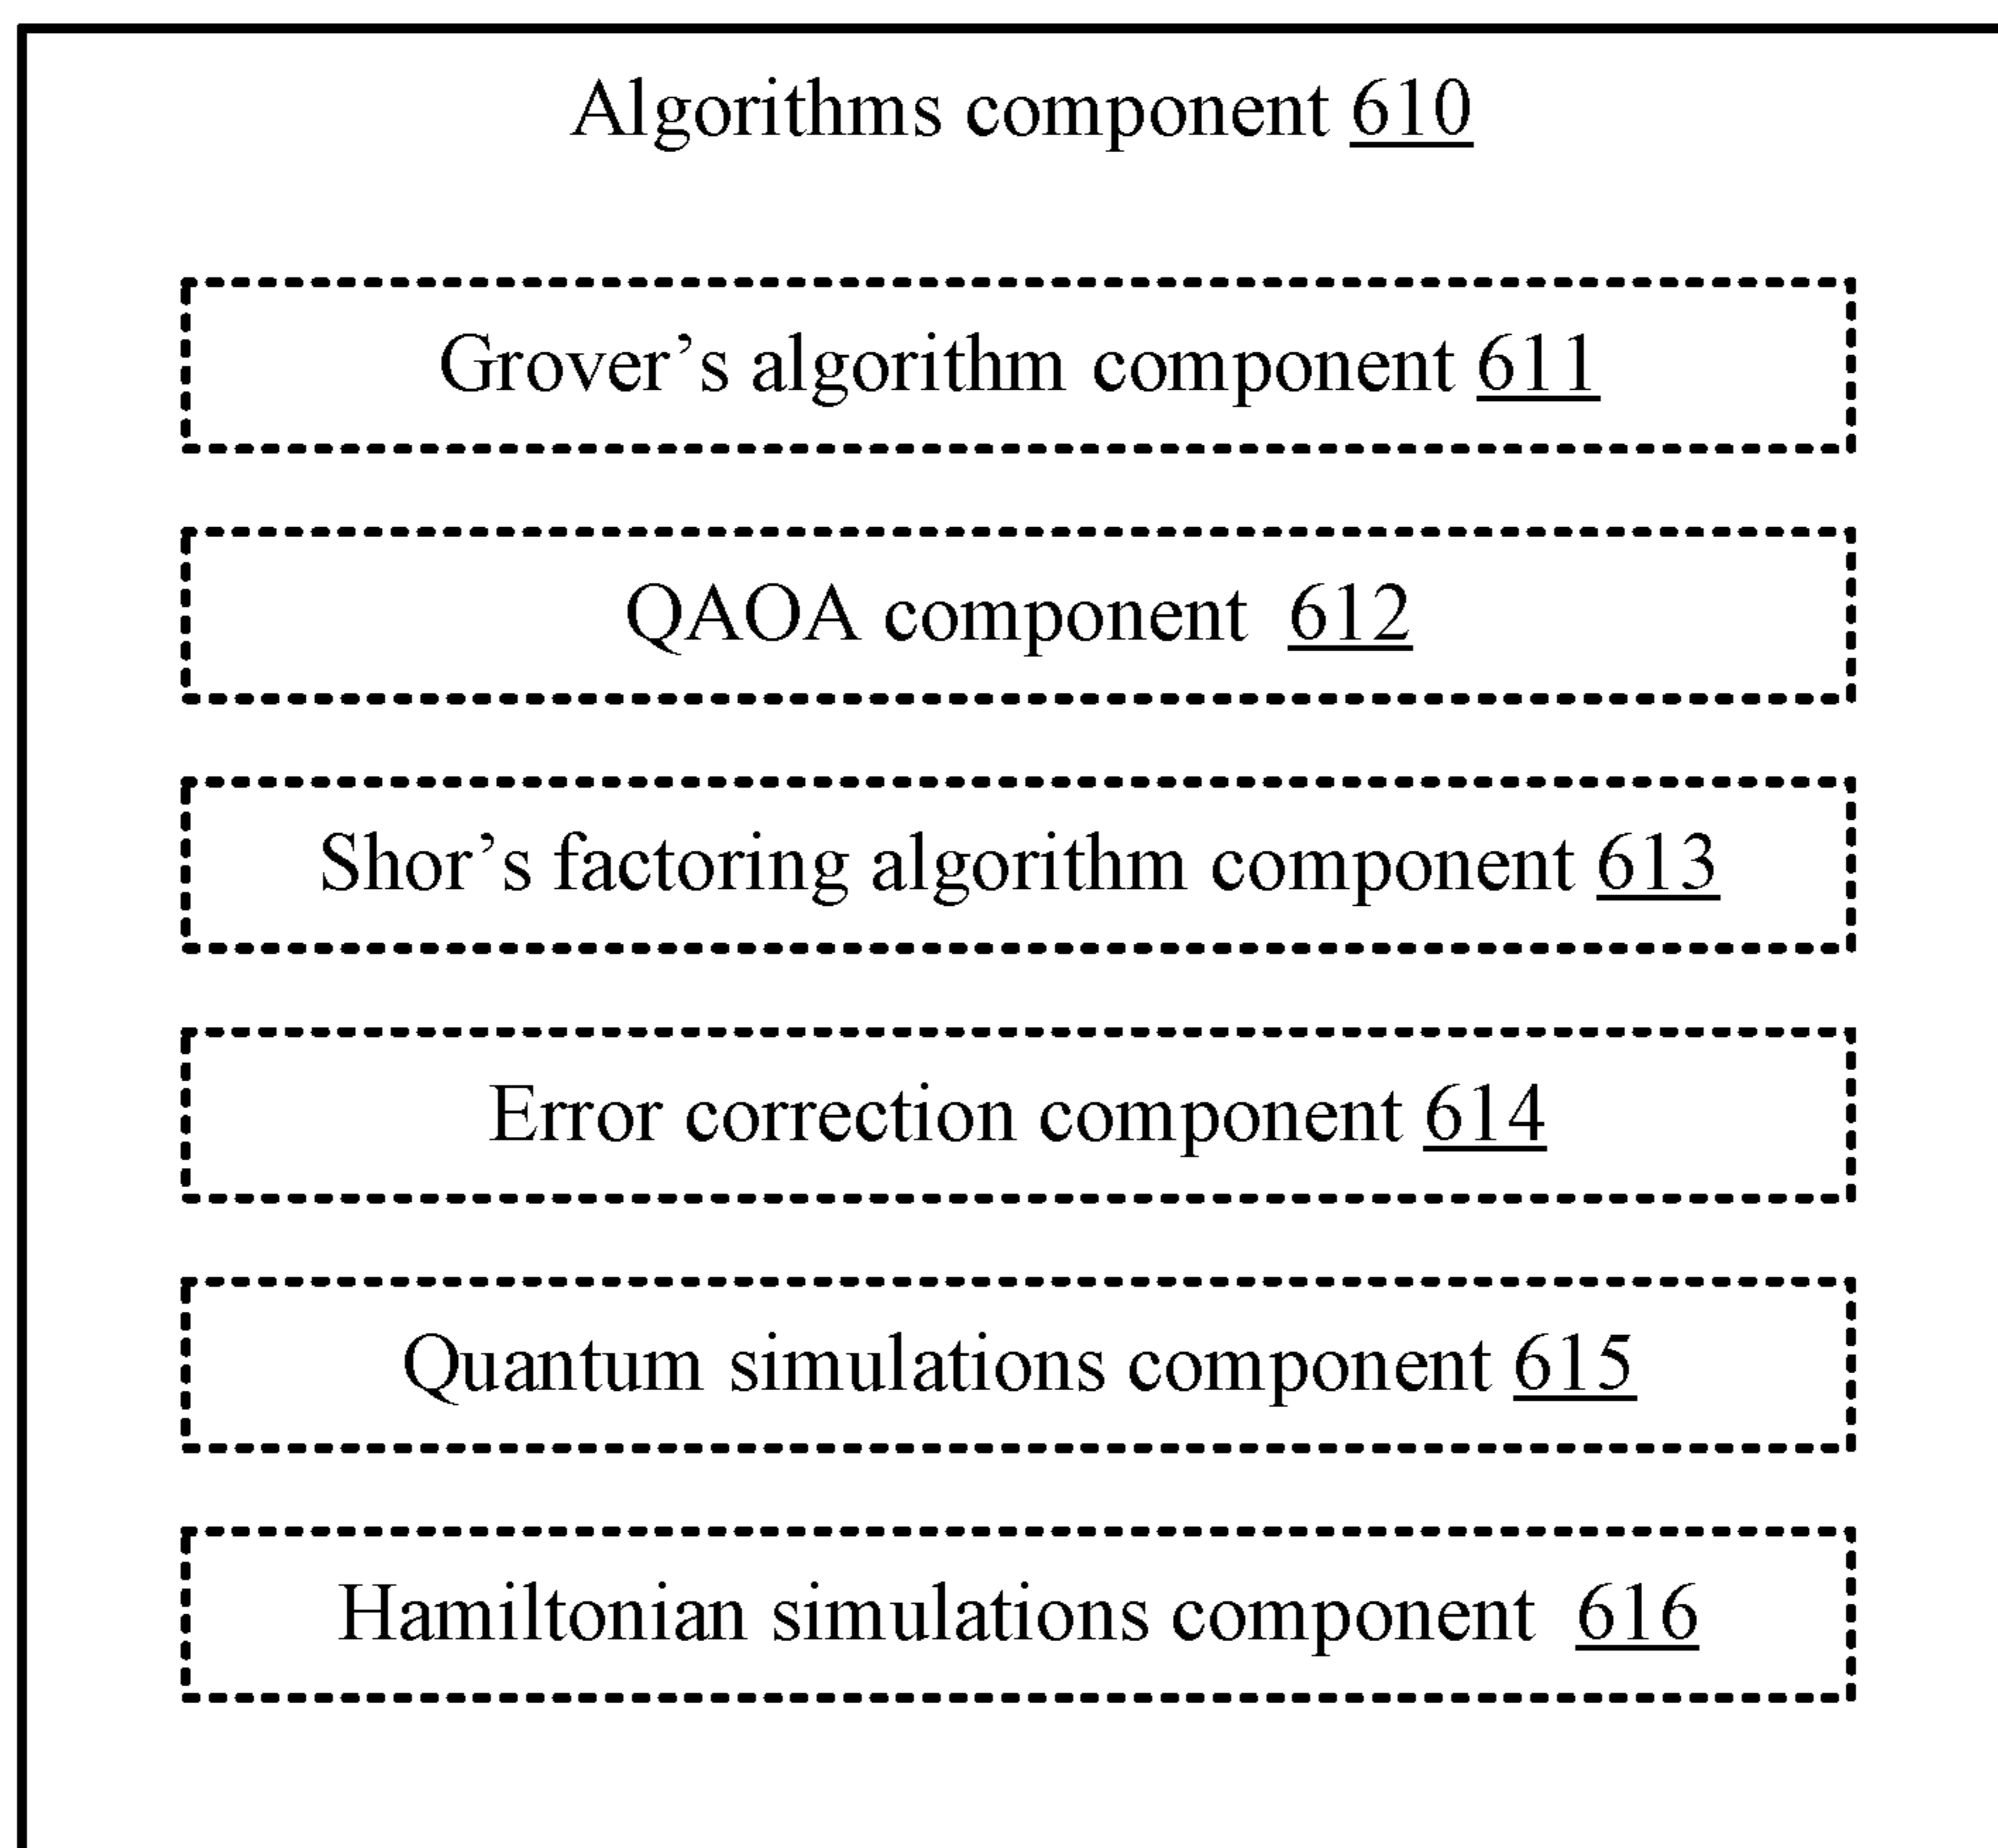 Algorithms component 610
Grover’s algorithm component 611
QAOA component 612
Shor’s factoring algorithm component 613
Error correction component 614
Quantum simulations component 615
Hamiltonian simulations component 616